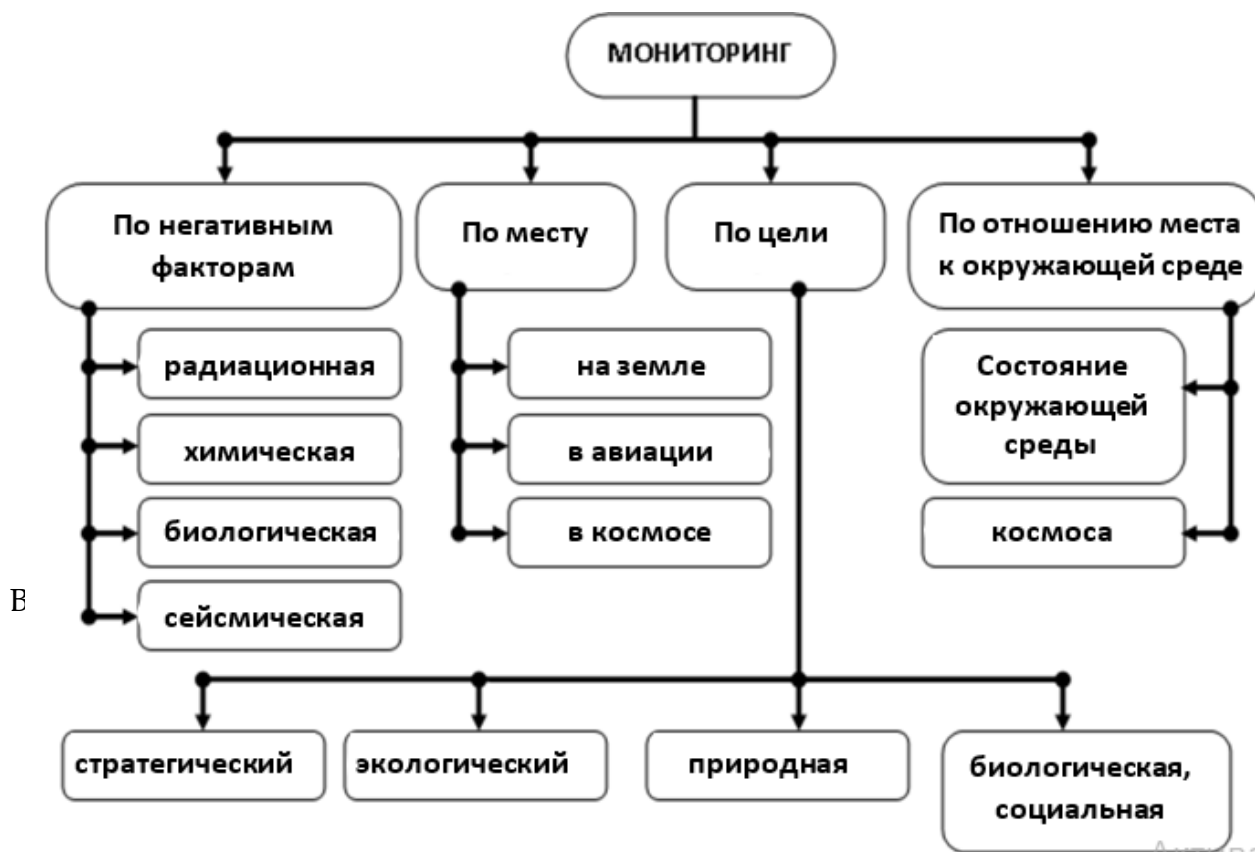 МОНИТОРИНГ
По негативным
факторам
По месту
По цели
По отношению места
к окружающей среде
радиационная
химическая
биологическая
сейсмическая
на земле
в авиации
в космосе
Состояние
окружающей
среды
космоса
В
стратегический
экологический
природная
биологическая,
социальная